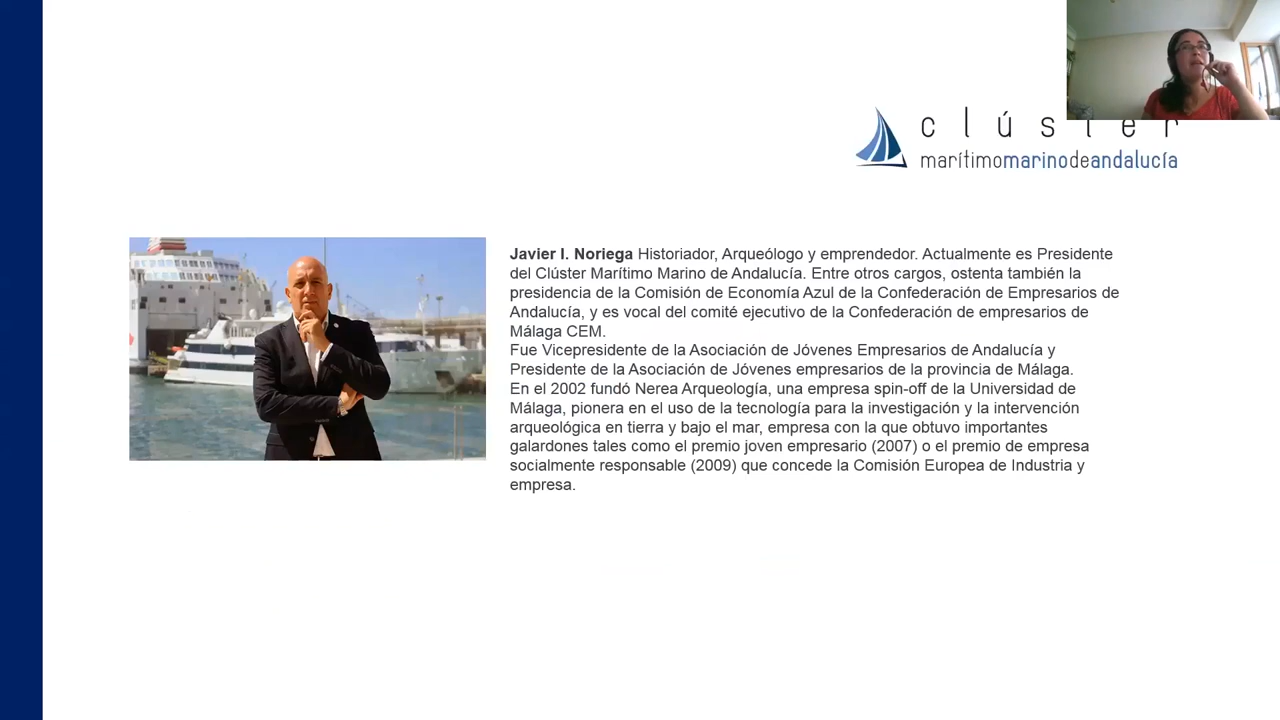 clúster
marítimomarinodeandalucía
Javier I. Noriega Historiador, Arqueólogo y emprendedor. Actualmente es Presidente
del Clúster Marítimo Marino de Andalucía. Entre otros cargos, ostenta también la
presidencia de la Comisión de Economía Azul de la Confederación de Empresarios de
Andalucía, y es vocal del comité ejecutivo de la Confederación de empresarios de
Málaga CEM.
Fue Vicepresidente de la Asociación de Jóvenes Empresarios de Andalucía y
Presidente de la Asociación de Jóvenes empresarios de la provincia de Málaga.
En el 2002 fundó Nerea Arqueología, una empresa spin-off de la Universidad de
Málaga, pionera en el uso de la tecnología para la investigación y la intervención
arqueológica en tierra y bajo el mar, empresa con la que obtuvo importantes
galardones tales como el premio joven empresario (2007) o el premio de empresa
socialmente responsable (2009) que concede la Comisión Europea de Industria y
empresa.